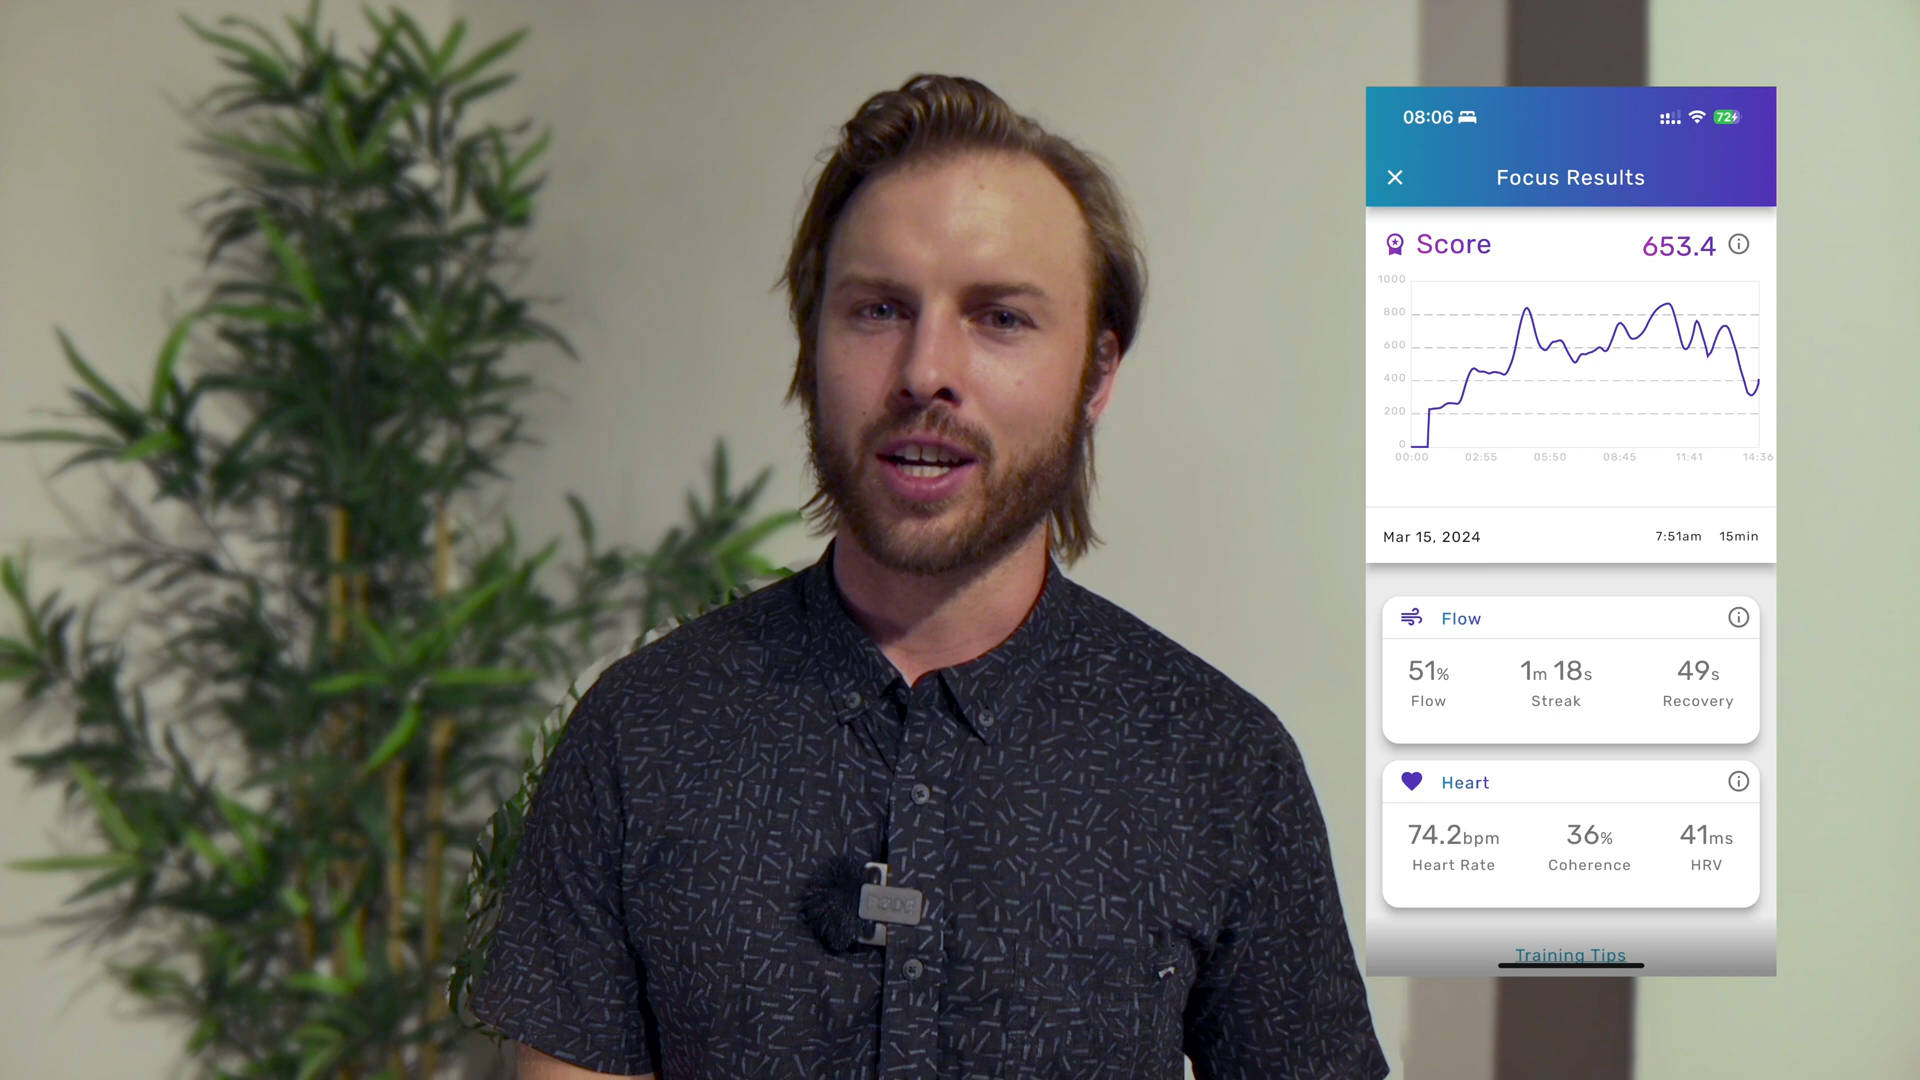 08:06
72
Focus Results
Score 653.4
1000
800
600
400
200
0
00:00 02:55 05:50 08:45 11:41 14:36
Mar 15, 2024 7:51am 15min
Flow
51% 1m 18s 49s
Flow Streak Recovery
Heart
74.2bpm 36% 41ms
Heart Rate Coherence HRV
RODE
Training Tips